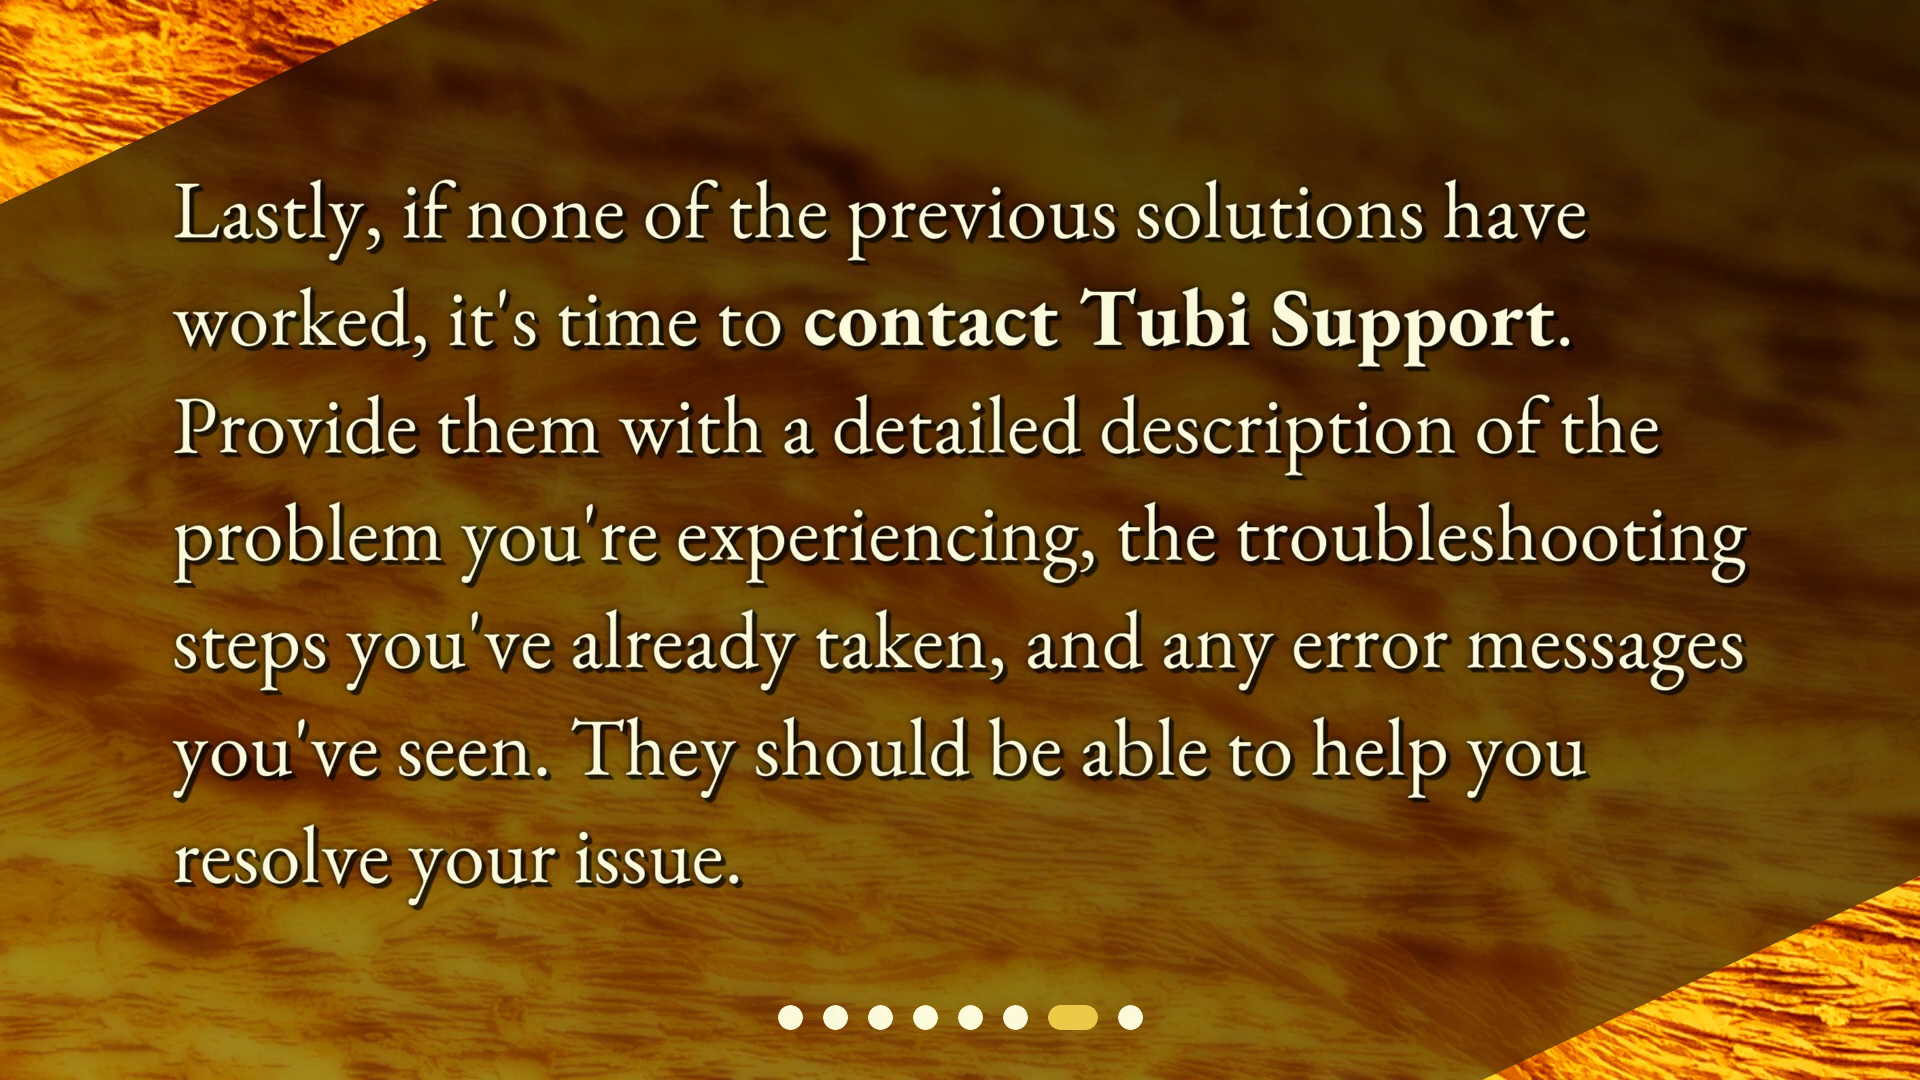 Lastly, if none of the previous solutions have
worked, it's time to contact Tubi Support.
Provide them with a detailed description of the
problem you're experiencing, the troubleshooting
steps you've already taken, and any error messages
you've seen. They should be able to help you
resolve your issue.